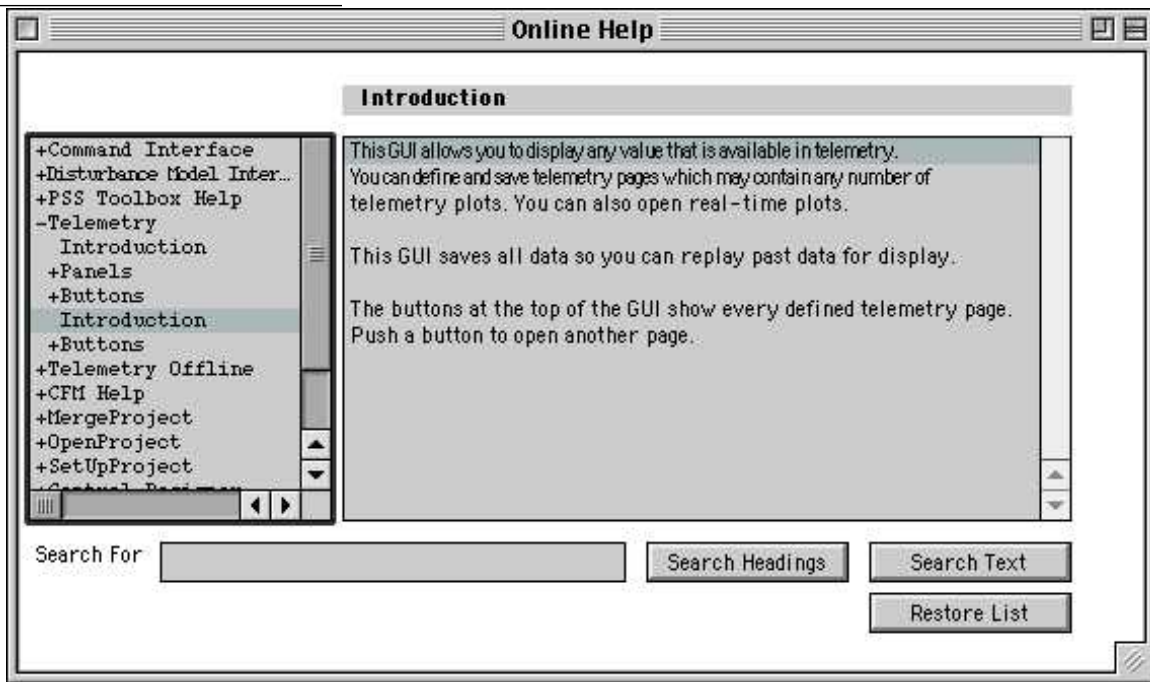 Online Help
Introduction
+Command Interface
+Disturbance Model Inter...
+PSS Toolbox Help
-Telemetry
Introduction
+Panels
+Buttons
Introduction
+Buttons
+Telemetry Offline
+CFM Help
+MergeProject
+OpenProject
+SetUpProject
This GUI allows you to display any value that is available in telemetry.
You can define and save telemetry pages which may contain any number of
telemetry plots. You can also open real-time plots.
This GUI saves all data so you can replay past data for display.
The buttons at the top of the GUI show every defined telemetry page.
Push a button to open another page.
Search For
Search Headings
Search Text
Restore List